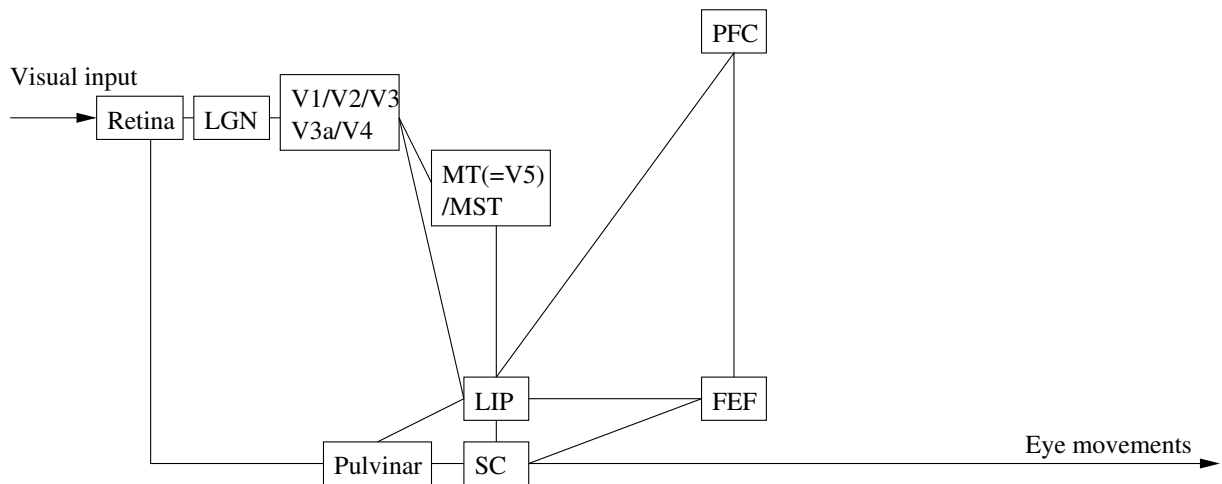 PFC
Visual input
Retina
LGN
V1/V2/V3
V3a/V4
MT(=V5)
/MST
LIP
FEF
Pulvinar
SC
Eye movements